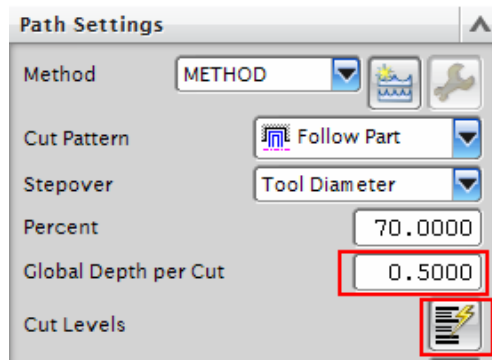 Path Settings
Method METHOD
Cut Pattern Follow Part
Stepover Tool Diameter
Percent 70.0000
Global Depth per Cut 0.5000
Cut Levels